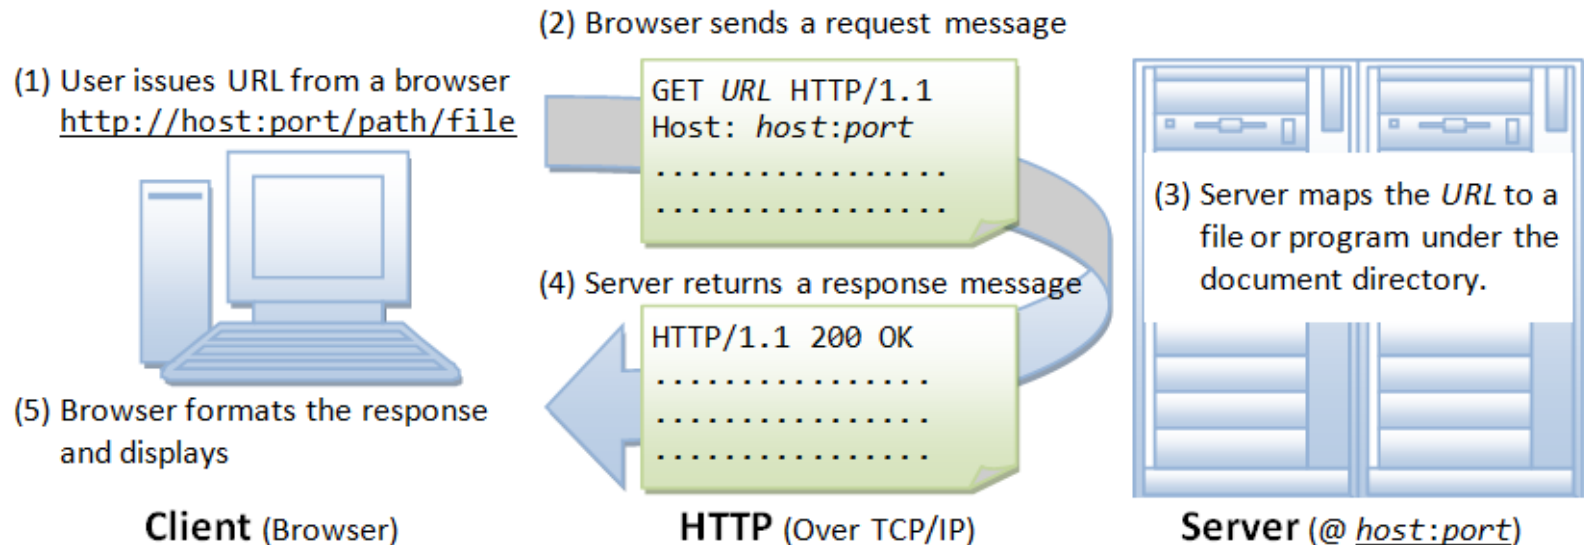 (1) User issues URL from a browser
http://host:port/path/file
(2) Browser sends a request message
GET URL HTTP/1.1
Host: host:port
..................
..................
(3) Server maps the URL to a
file or program under the
document directory.
(4) Server returns a response message
HTTP/1.1 200 OK
................
................
................
(5) Browser formats the response
and displays
Client (Browser)
HTTP (Over TCP/IP)
Server (@ host:port)